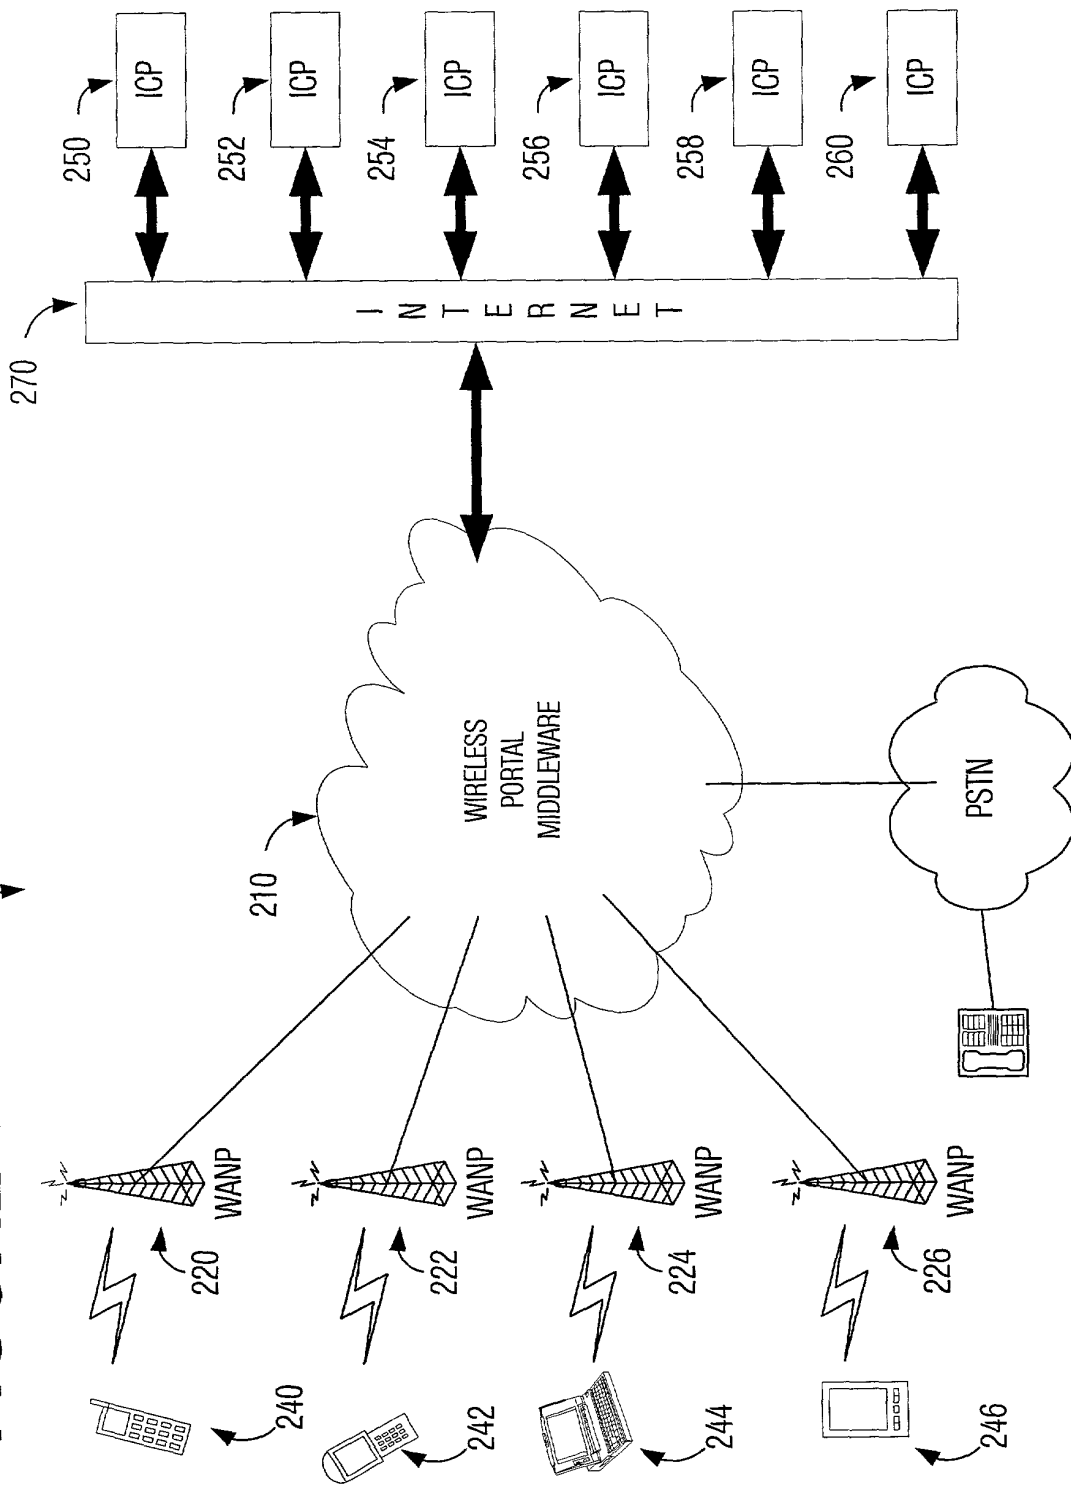 270
250
ICP
252
ICP
254
ICP
256
ICP
258
ICP
260
ICP
INTERNET
210
WIRELESS
PORTAL
MIDDLEWARE
PSTN
220
WANP
222
WANP
224
WANP
226
WANP
240
242
244
246